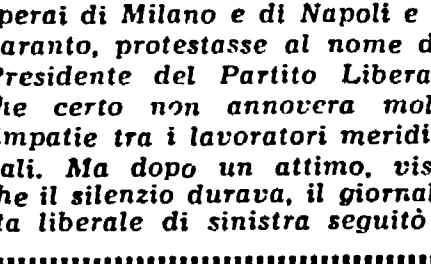 perai di Milano e di Napoli e
aranto, protestasse al nome d
residente del Partito Libera
he certo non annovera mol
impatie tra i lavoratori meridi
ali. Ma dopo un attimo, vis
he il silenzio durava, il giornal
ta liberale di sinistra seguitò